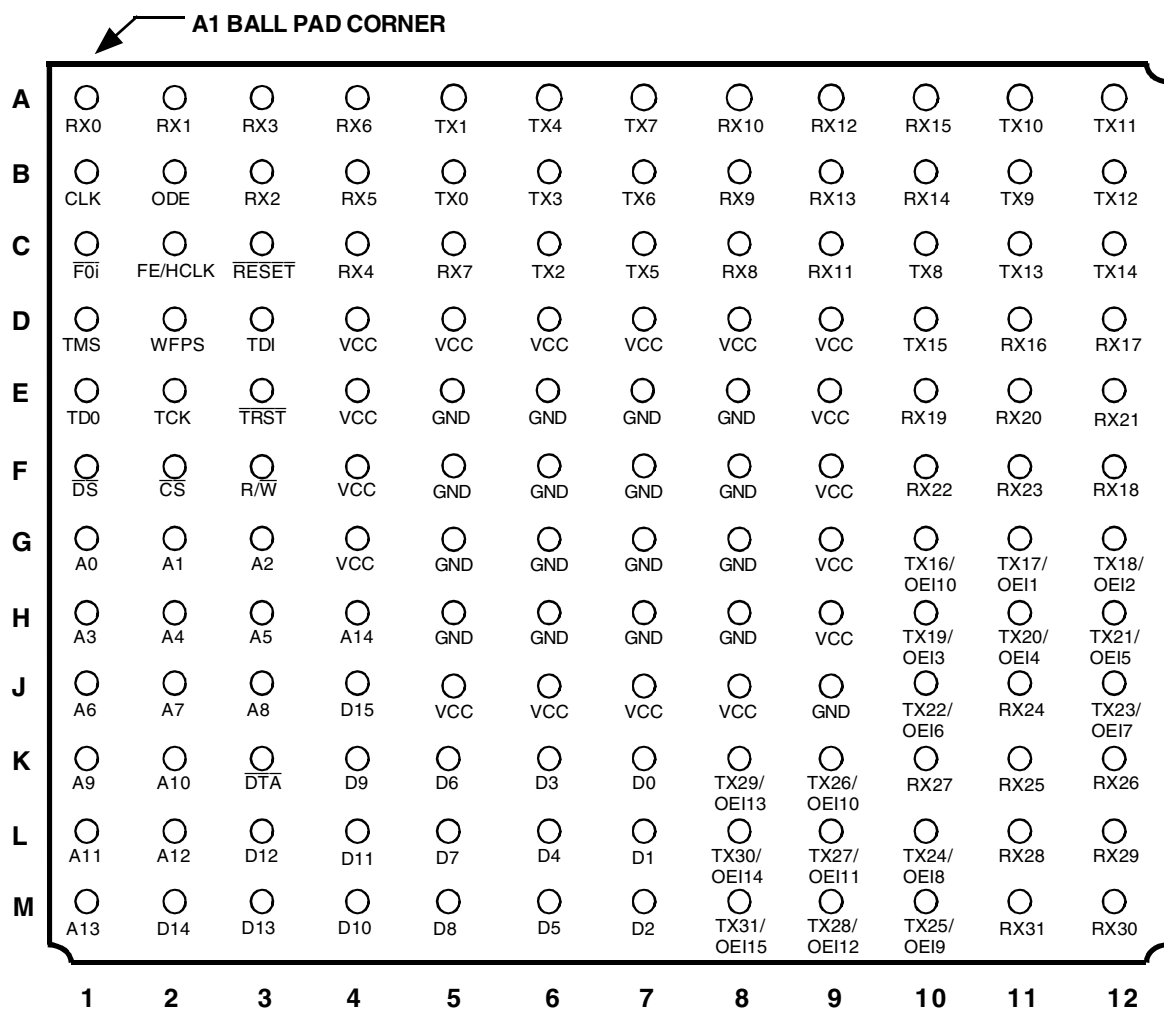 A1 BALL PAD CORNER
A
RX0 RX1 RX3 RX6 TX1 TX4 TX7 RX10 RX12 RX15 TX10 TX11
B
CLK ODE RX2 RX5 TX0 TX3 TX6 RX9 RX13 RX14 TX9 TX12
C
F0i FE/HCLK RESET RX4 RX7 TX2 TX5 RX8 RX11 TX8 TX13 TX14
D
TMS WFPS TDI VCC VCC VCC VCC VCC VCC TX15 RX16 RX17
E
TD0 TCK TRST VCC GND GND GND GND VCC RX19 RX20 RX21
F
DS CS R/W VCC GND GND GND GND VCC RX22 RX23 RX18
G
A0 A1 A2 VCC GND GND GND GND VCC TX16/ TX17/ TX18/
OEI10 OEI1 OEI2
H
A3 A4 A5 A14 GND GND GND GND VCC TX19/ TX20/ TX21/
OEI3 OEI4 OEI5
J
A6 A7 A8 D15 VCC VCC VCC VCC GND TX22/ RX24 TX23/
OEI6 OEI7
K
A9 A10 DTA D9 D6 D3 D0 TX29/ TX26/ RX27 RX25 RX26
OEI13 OEI10
L
A11 A12 D12 D11 D7 D4 D1 TX30/ TX27/ TX24/ RX28 RX29
OEI14 OEI11 OEI8
M
A13 D14 D13 D10 D8 D5 D2 TX31/ TX28/ TX25/ RX31 RX30
OEI15 OEI12 OEI9
1 2 3 4 5 6 7 8 9 10 11 12